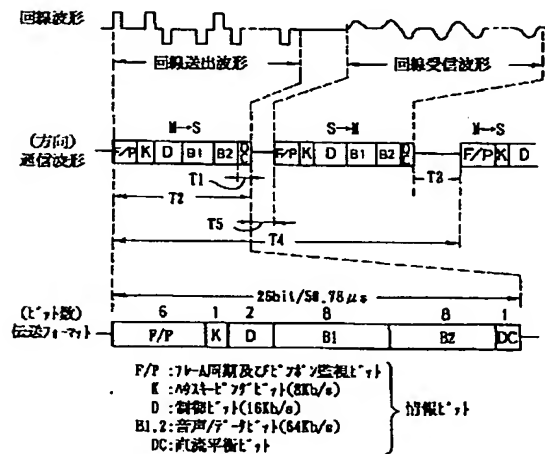 回線波形
回線送出波形
回線受信波形
M→S
S→M
M→S
(方向)
通信波形
F/P K D B1 B2 DC
F/P K D B1 B2 DC
F/P K D
T1
T2
T3
T5
T4
(ビット数)
伝送フォーマット
26bit/50.78μs
6 1 2 8 8 1
F/P K D B1 B2 DC
F/P:フレーム同期及びピンポン監視ビット
K:ハウスキーピングビット(8Kb/s)
D:制御ビット(16Kb/s)
B1.2:音声/データビット(64Kb/s)
DC:直流平衡ビット
情報ビット